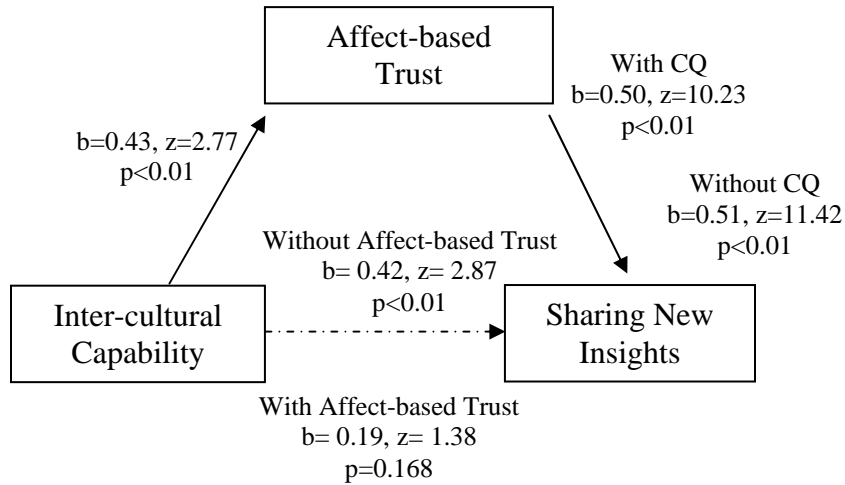 Affect-based
Trust
With CQ
b=0.50, z=10.23
p<0.01
b=0.43, z=2.77
p<0.01
Without CQ
b=0.51, z=11.42
p<0.01
Without Affect-based Trust
b= 0.42, z= 2.87
p<0.01
Inter-cultural
Capability
Sharing New
Insights
With Affect-based Trust
b= 0.19, z= 1.38
p=0.168